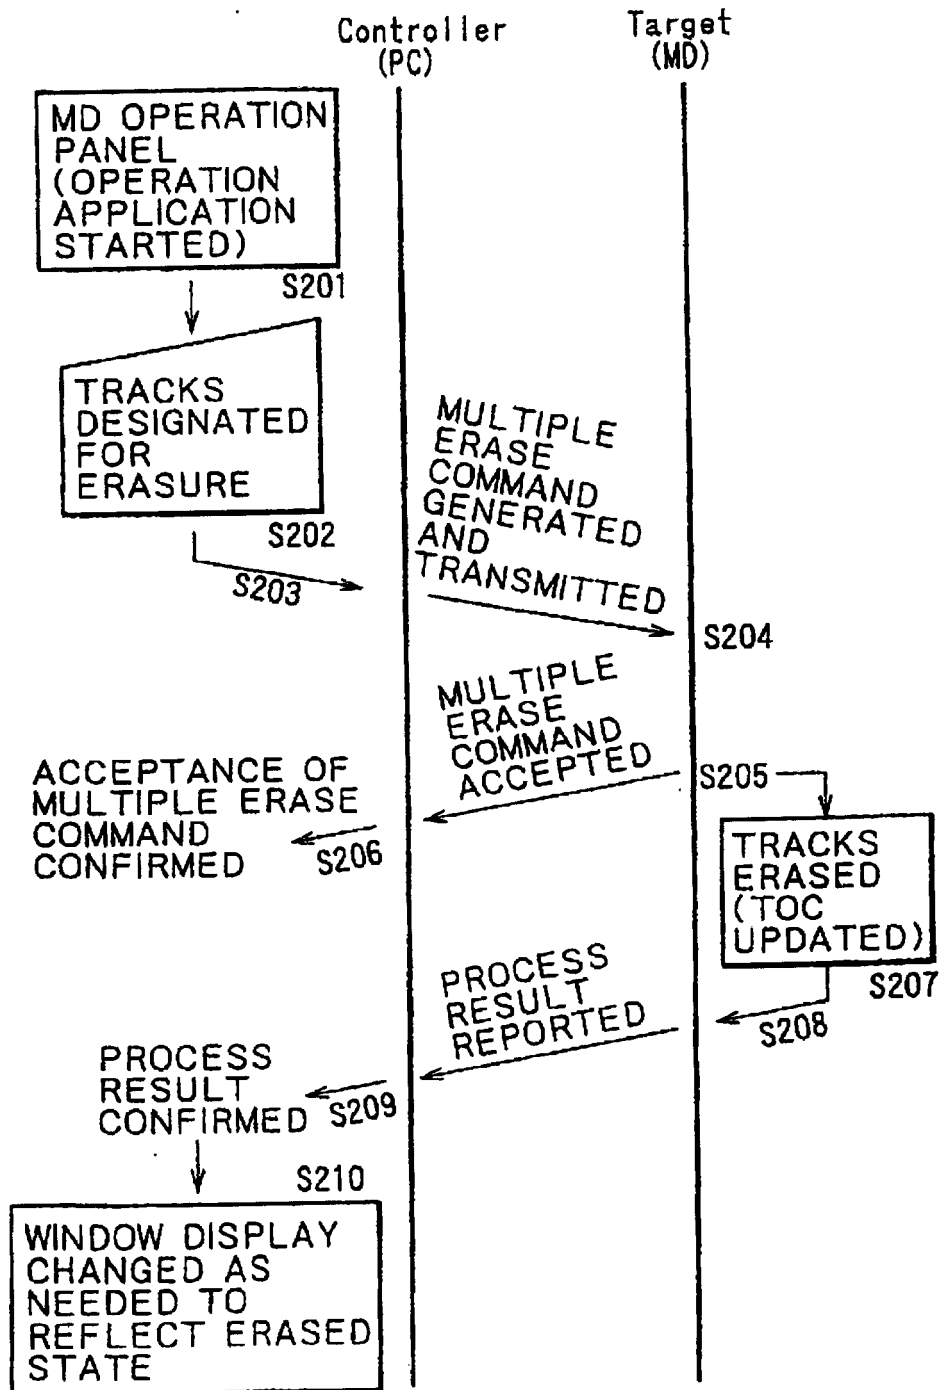 Controller
(PC)
Target
(MD)
MD OPERATION
PANEL
(OPERATION
APPLICATION
STARTED)
S201
TRACKS
DESIGNATED
FOR
ERASURE
S202
S203
MULTIPLE
ERASE
COMMAND
GENERATED
AND
TRANSMITTED
S204
MULTIPLE
ERASE
COMMAND
ACCEPTED
S205
ACCEPTANCE OF
MULTIPLE ERASE
COMMAND
CONFIRMED
S206
TRACKS
ERASED
(TOC
UPDATED)
S207
S208
PROCESS
RESULT
REPORTED
PROCESS
RESULT
CONFIRMED
S209
S210
WINDOW DISPLAY
CHANGED AS
NEEDED TO
REFLECT ERASED
STATE